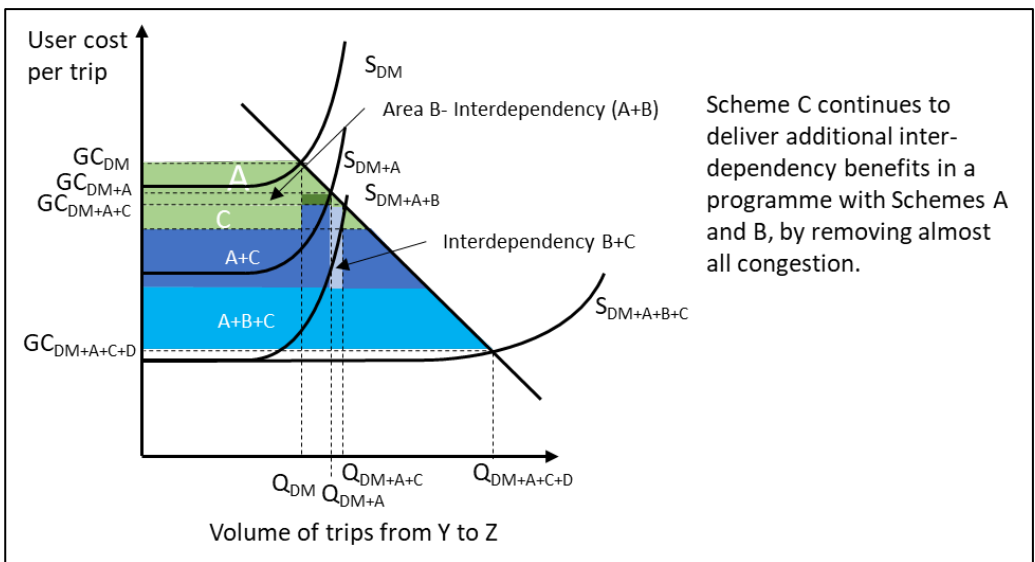 User cost
per trip
S_DM
Area B- Interdependency (A+B)
Scheme C continues to
deliver additional inter-
dependency benefits in a
programme with Schemes A
and B, by removing almost
all congestion.
GC_DM
A
S_DM+A
GC_DM+A
S_DM+A+B
GC_DM+A+C
C
Interdependency B+C
A+C
S_DM+A+B+C
A+B+C
GC_DM+A+C+D
Q_DM
Q_DM+A
Q_DM+A+C
Q_DM+A+C+D
Volume of trips from Y to Z